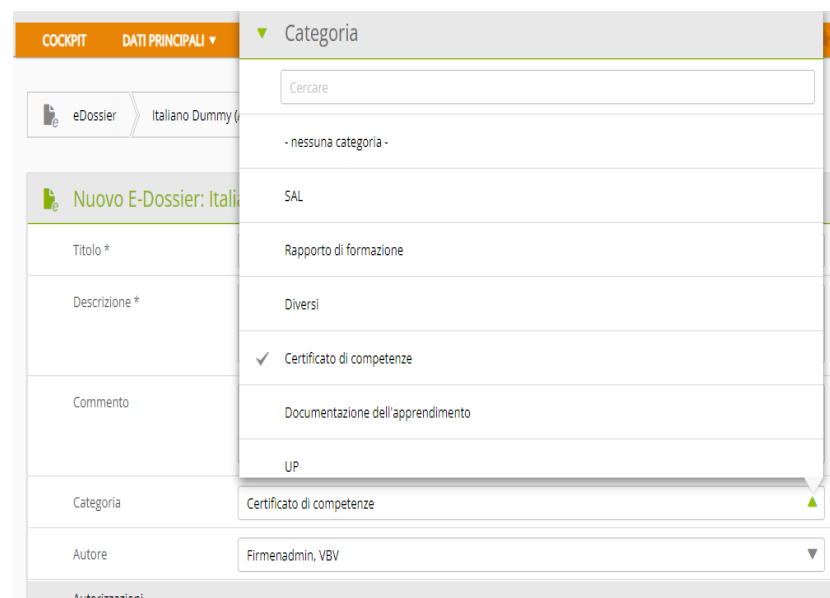 COCKPIT
DATI PRINCIPALI
Categoria
Cercare
eDossier
Italiano Dummy
- nessuna categoria -
Nuovo E-Dossier:
SAL
Titolo *
Rapporto di formazione
Descrizione *
Diversi
Certificato di competenze
Commento
Documentazione dell'apprendimento
UP
Categoria
Certificato di competenze
Autore
Firmenadmin, VBV
Autorizzazioni